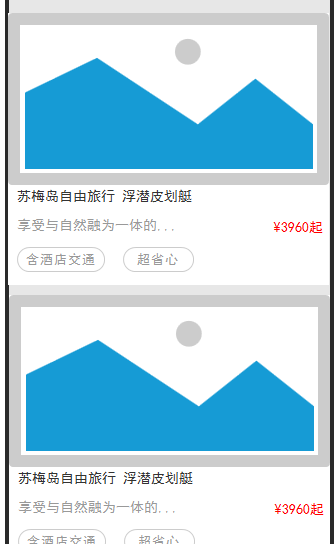 苏梅岛自由旅行 浮潜皮划艇
享受与自然融为一体的...
¥3960起
含酒店交通 超省心
苏梅岛自由旅行 浮潜皮划艇
享受与自然融为一体的...
¥3960起
含酒店交通 超省心